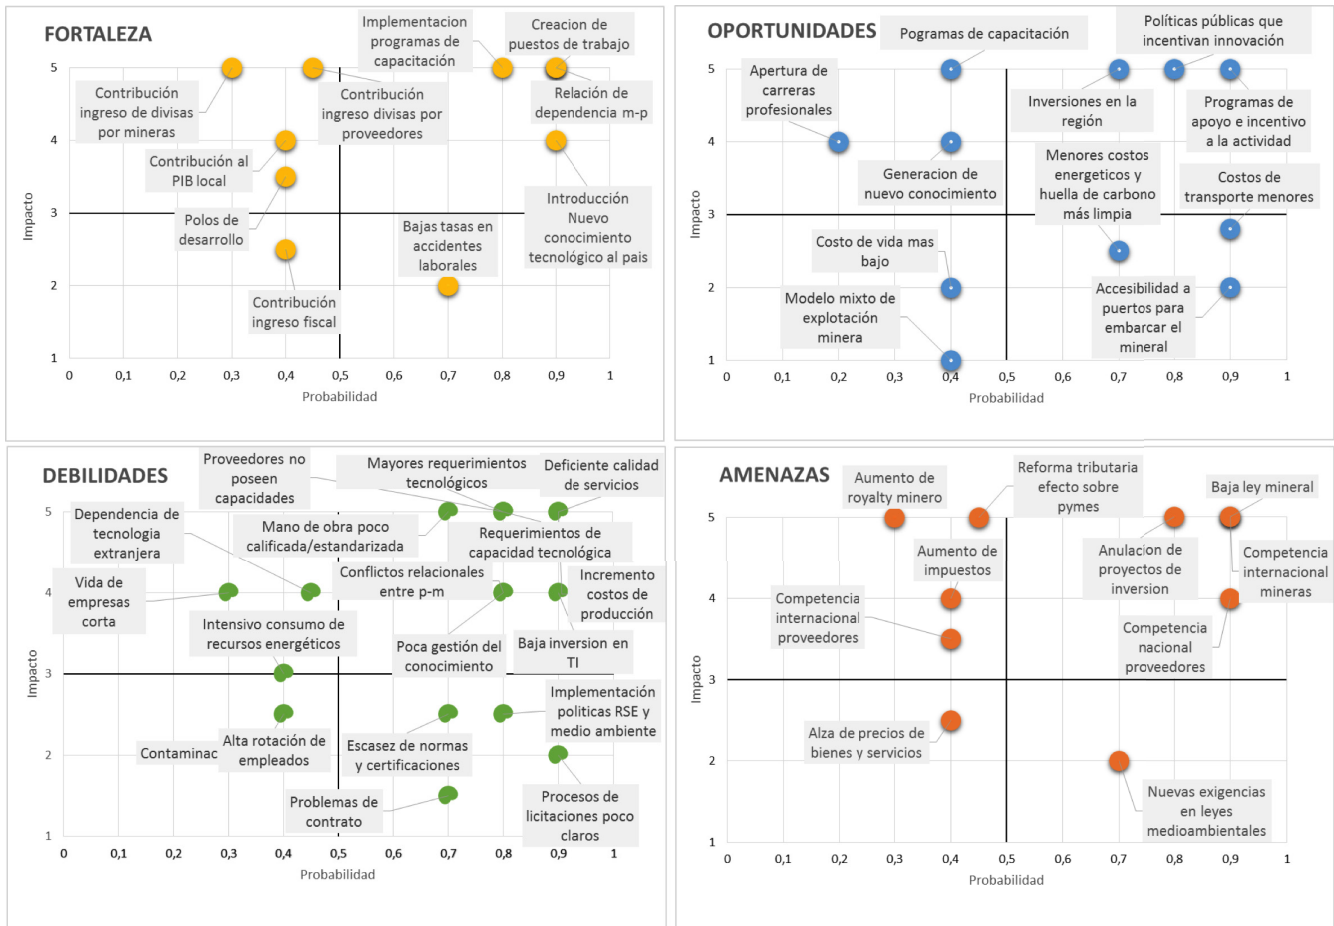 FORTALEZA
Implementacion
programas de
capacitación
Creacion de
puestos de trabajo
Contribución
ingreso de divisas
por mineras
Contribución
ingreso divisas por
proveedores
Relación de
dependencia m-p
Contribución al
PIB local
Polos de
desarrollo
Bajas tasas en
accidentes
laborales
Introducción
Nuevo
conocimiento
tecnológico al pais
Contribución
ingreso fiscal
Impacto
5
4
3
2
1
0
0,1
0,2
0,3
0,4
0,5
0,6
0,7
0,8
0,9
1
Probabilidad
OPORTUNIDADES
Pogramas de capacitación
Políticas públicas que
incentivan innovación
Apertura de
carreras
profesionales
Inversiones en la
región
Programas de
apoyo e incentivo
a la actividad
Generacion de
nuevo conocimiento
Menores costos
energeticos y
huella de carbono
más limpia
Costos de
transporte menores
Costo de vida mas
bajo
Modelo mixto de
explotación
minera
Accesibilidad a
puertos para
embarcar el
mineral
Impacto
5
4
3
2
1
0
0,1
0,2
0,3
0,4
0,5
0,6
0,7
0,8
0,9
1
Probabilidad
DEBILIDADES
Proveedores no
poseen
capacidades
Mayores requerimientos
tecnológicos
Deficiente calidad
de servicios
Dependencia de
tecnologia
extranjera
Mano de obra poco
calificada/estandarizada
Requerimientos de
capacidad tecnológica
Vida de
empresas
corta
Conflictos relacionales
entre p-m
Incremento
costos de
producción
Intensivo consumo de
recursos energéticos
Poca gestión del
conocimiento
Baja inversion en
TI
Contaminac
Alta rotación de
empleados
Escasez de normas
y certificaciones
Implementación
politicas RSE y
medio ambiente
Problemas de
contrato
Procesos de
licitaciones poco
claros
Impacto
5
4
3
2
1
0
0,1
0,2
0,3
0,4
0,5
0,6
0,7
0,8
0,9
1
Probabilidad
AMENAZAS
Aumento de
royalty minero
Reforma tributaria
efecto sobre
pymes
Baja ley mineral
Aumento de
impuestos
Anulacion de
proyectos de
inversion
Competencia
internacional
mineras
Competencia
internacional
proveedores
Competencia
nacional
proveedores
Alza de precios de
bienes y servicios
Nuevas exigencias
en leyes
medioambientales
Impacto
5
4
3
2
1
0
0,1
0,2
0,3
0,4
0,5
0,6
0,7
0,8
0,9
1
Probabilidad